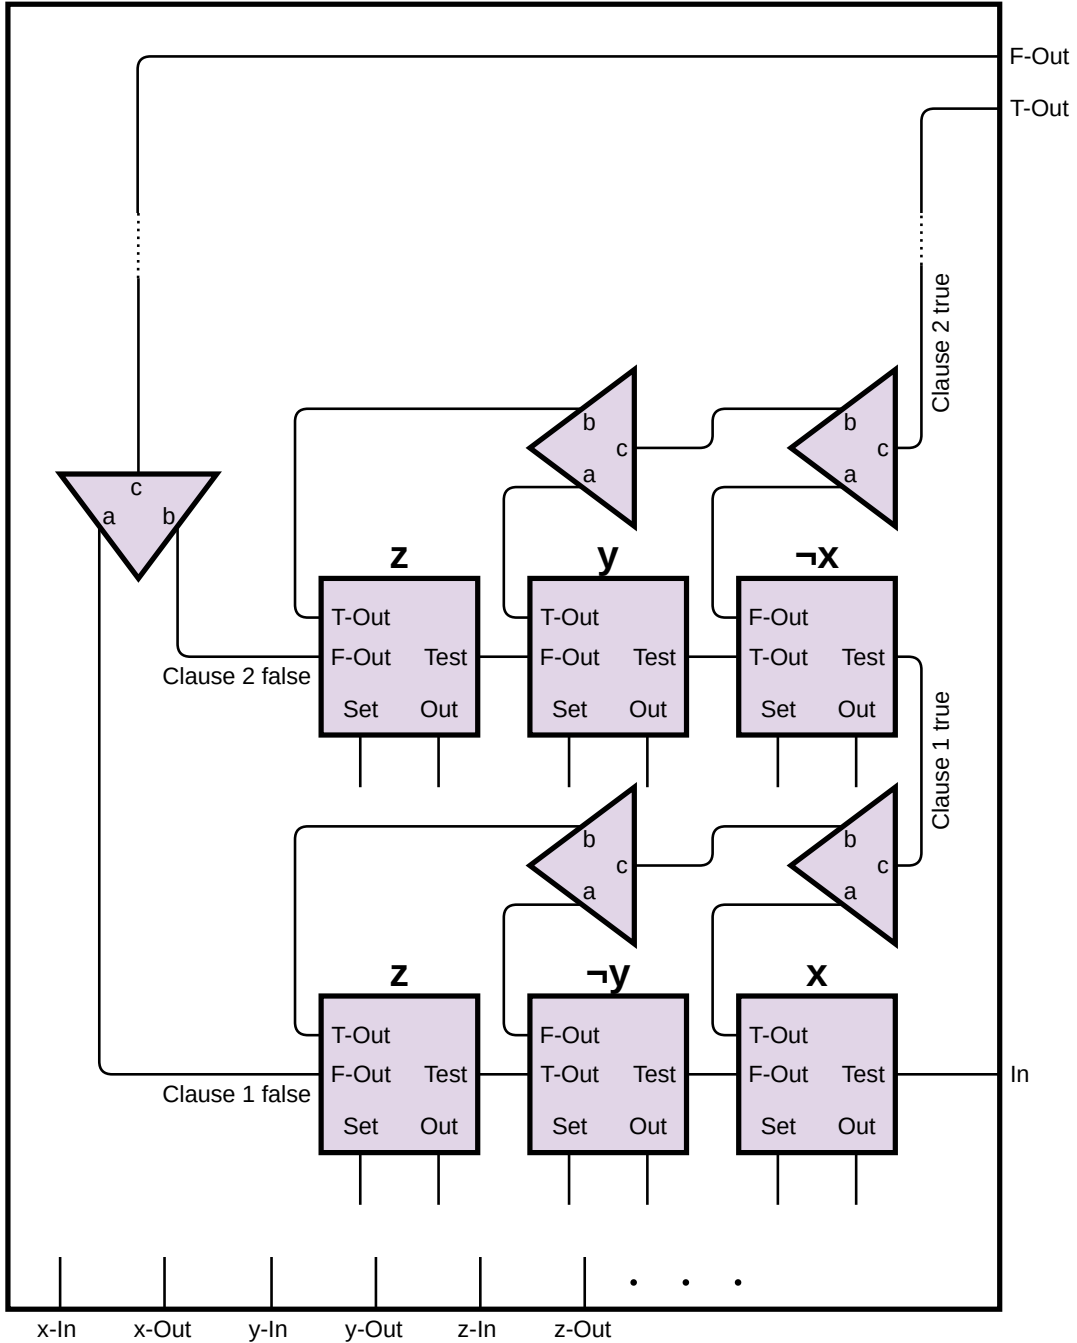 F-Out
T-Out
Clause 2 true
b
c
a
b
c
a
c
a
b
z
y
¬x
T-Out
F-Out
Test
Set
Out
T-Out
F-Out
Test
Set
Out
F-Out
T-Out
Test
Set
Out
Clause 2 false
Clause 1 true
b
c
a
b
c
a
z
¬y
x
T-Out
F-Out
Test
Set
Out
F-Out
T-Out
Test
Set
Out
T-Out
F-Out
Test
Set
Out
In
Clause 1 false
. . .
x-In
x-Out
y-In
y-Out
z-In
z-Out